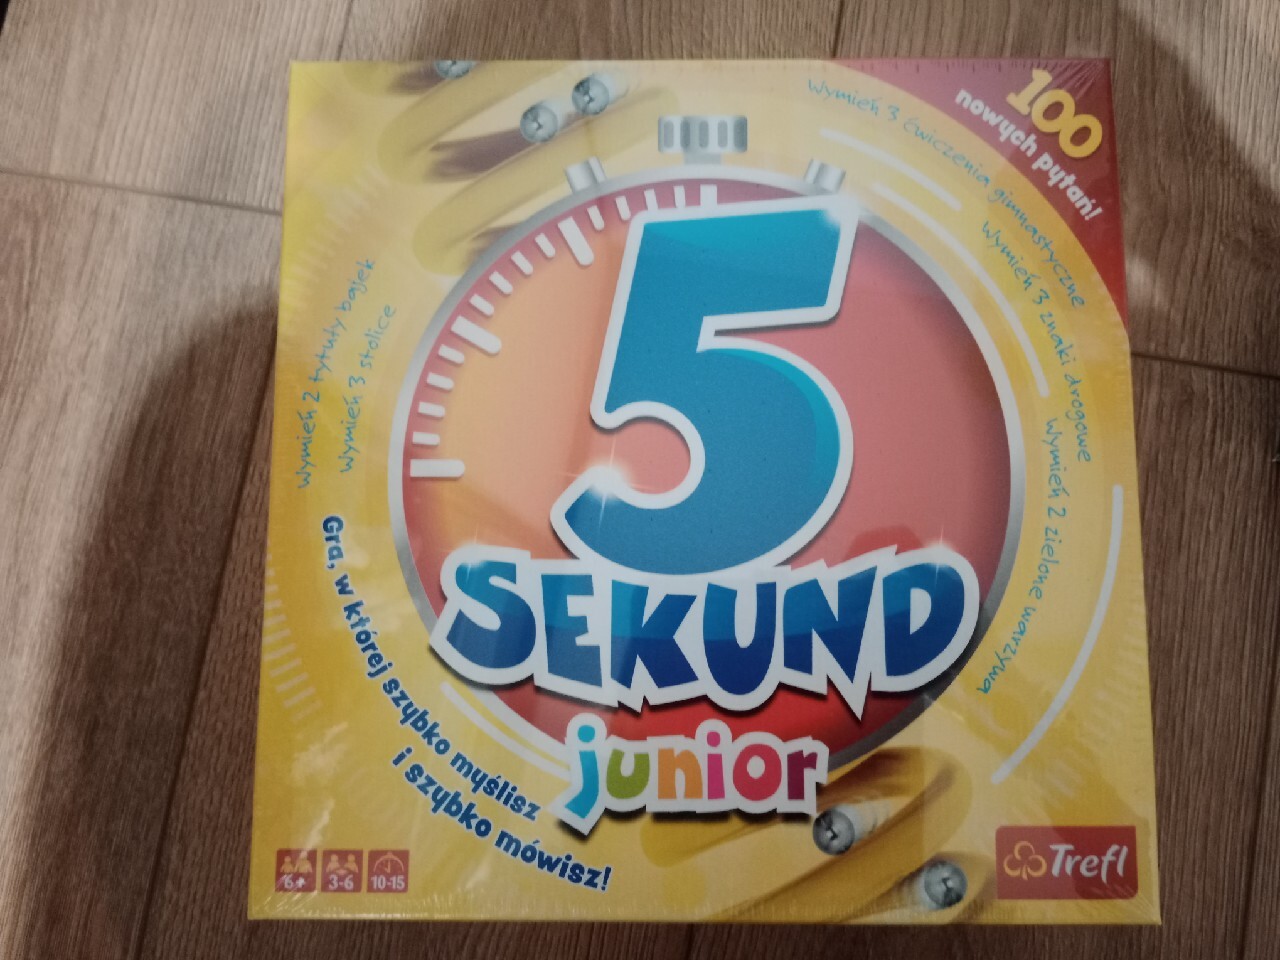 100
nowych pytań!
Wymień 3 ćwiczenia gimnastyczne
Wymień 3 znaki drogowe
Wymień 2 zielone warzywa
Wymień 2 tytuły bajek
Wymień 3 stolice
5
SEKUND
junior
Gra, w której szybko myślisz
i szybko mówisz!
6+
3-6
10-15
Trefl